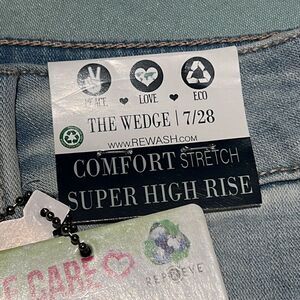 PEACE LOVE ECO
THE WEDGE | 7/28
WWW.REWASH.COM
COMFORT STRETCH
SUPER HIGH RISE
E CARE
REPREVE